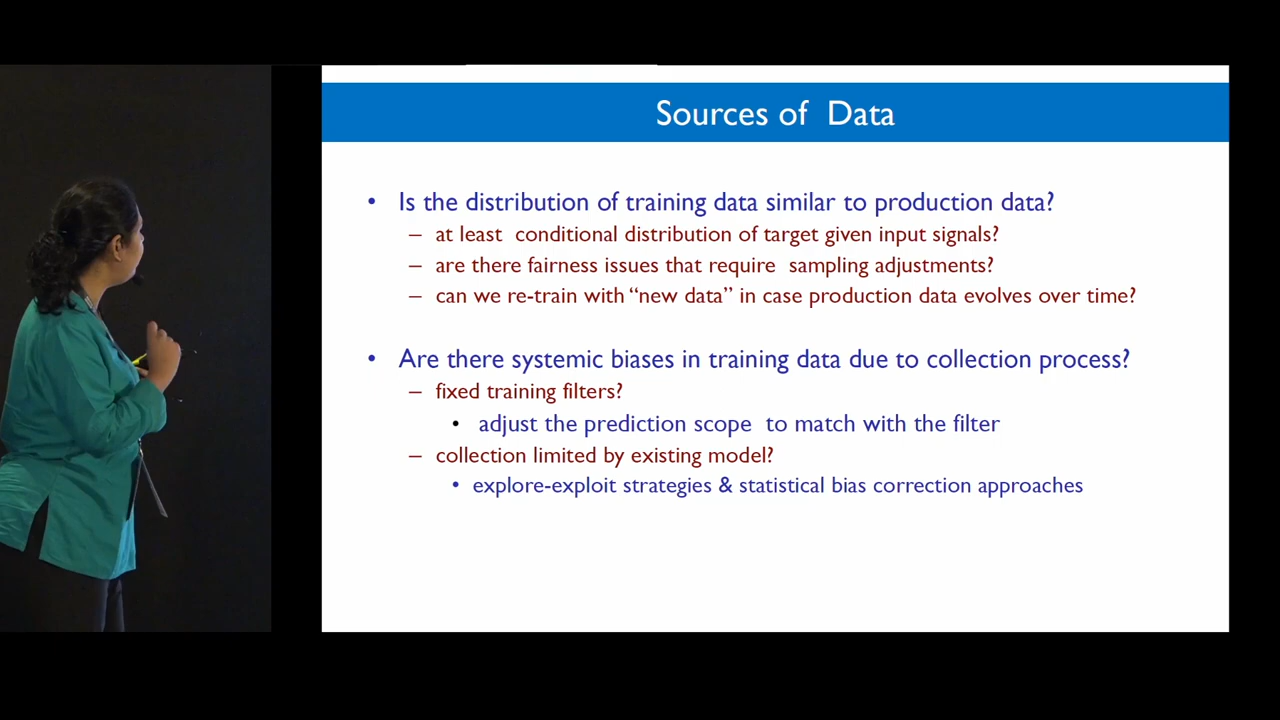 Sources of  Data
• Is the distribution of training data similar to production data?
– at least  conditional distribution of target given input signals?
– are there fairness issues that require  sampling adjustments?
– can we re-train with “new data” in case production data evolves over time?
• Are there systemic biases in training data due to collection process?
– fixed training filters?
• adjust the prediction scope  to match with the filter
– collection limited by existing model?
• explore-exploit strategies & statistical bias correction approaches